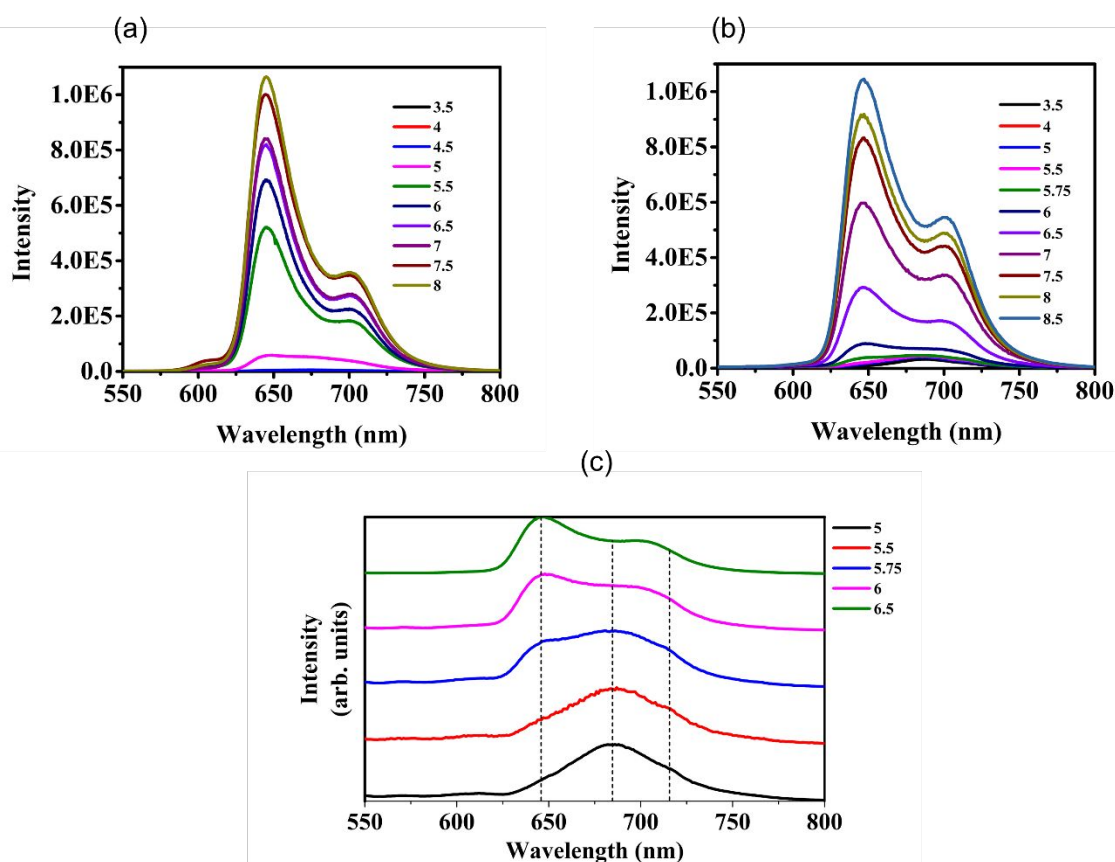 (a)
(b)
1.0E6
8.0E5
6.0E5
4.0E5
2.0E5
0.0
Intensity
550 600 650 700 750 800
Wavelength (nm)
3.5
4
4.5
5
5.5
6
6.5
7
7.5
8
1.0E6
8.0E5
6.0E5
4.0E5
2.0E5
0.0
Intensity
550 600 650 700 750 800
Wavelength (nm)
3.5
4
5
5.5
5.75
6
6.5
7
7.5
8
8.5
(c)
Intensity
(arb. units)
550 600 650 700 750 800
Wavelength (nm)
5
5.5
5.75
6
6.5